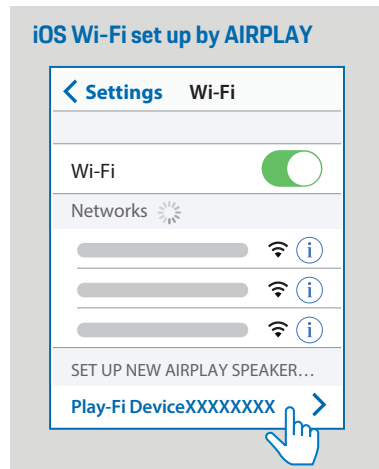 iOS Wi-Fi set up by AIRPLAY
Settings Wi-Fi
Wi-Fi
Networks
SET UP NEW AIRPLAY SPEAKER...
Play-Fi DeviceXXXXXXXX